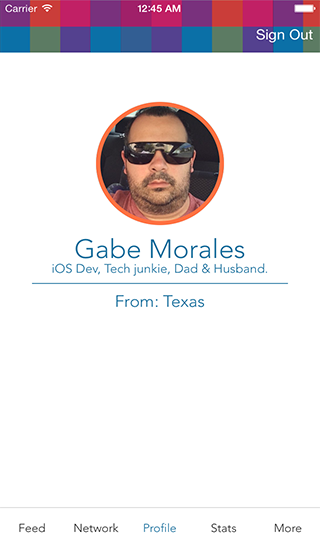 Carrier 12:45 AM
Sign Out
Gabe Morales
iOS Dev, Tech junkie, Dad & Husband.
From: Texas
Feed Network Profile Stats More